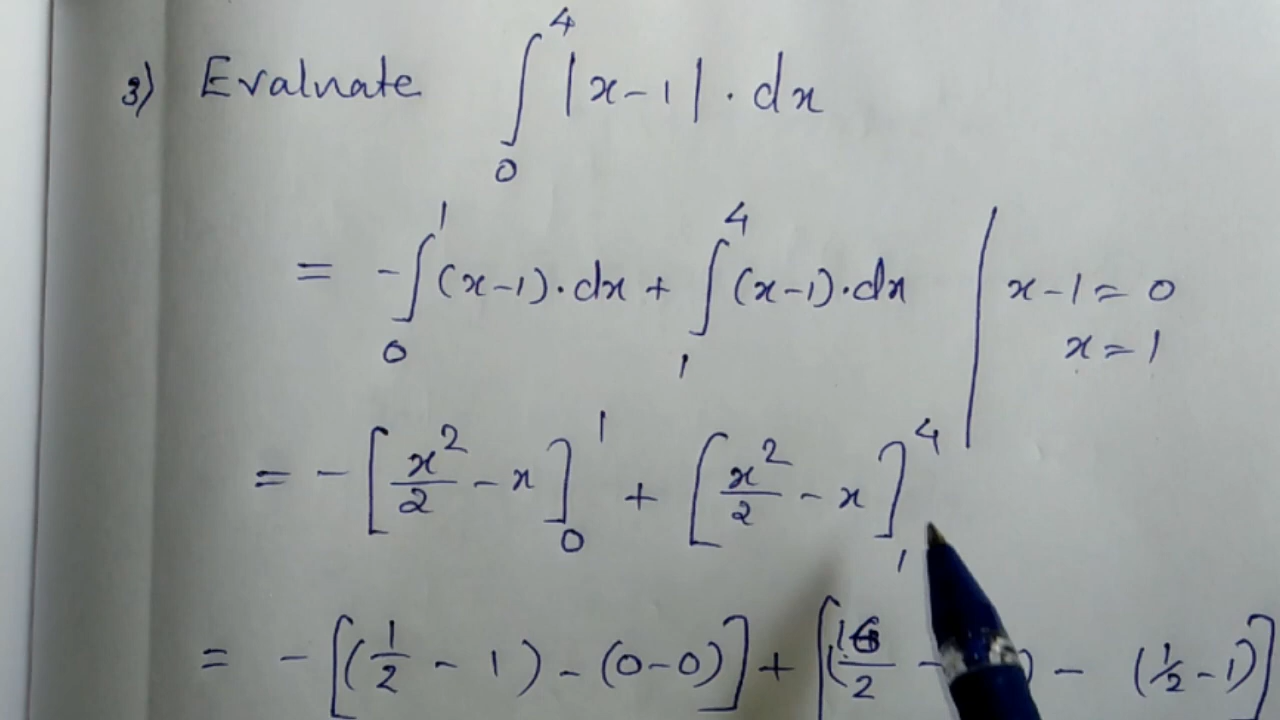 3) Evaluate ∫₀⁴ |x-1| · dx
= -∫₀¹ (x-1)·dx + ∫₁⁴ (x-1)·dx | x-1 = 0
x = 1
= -[x²/2 - x]₀¹ + [x²/2 - x]₁⁴
= -[(1/2 - 1) - (0-0)] + [(16/2 - ) - (1/2 - 1)]